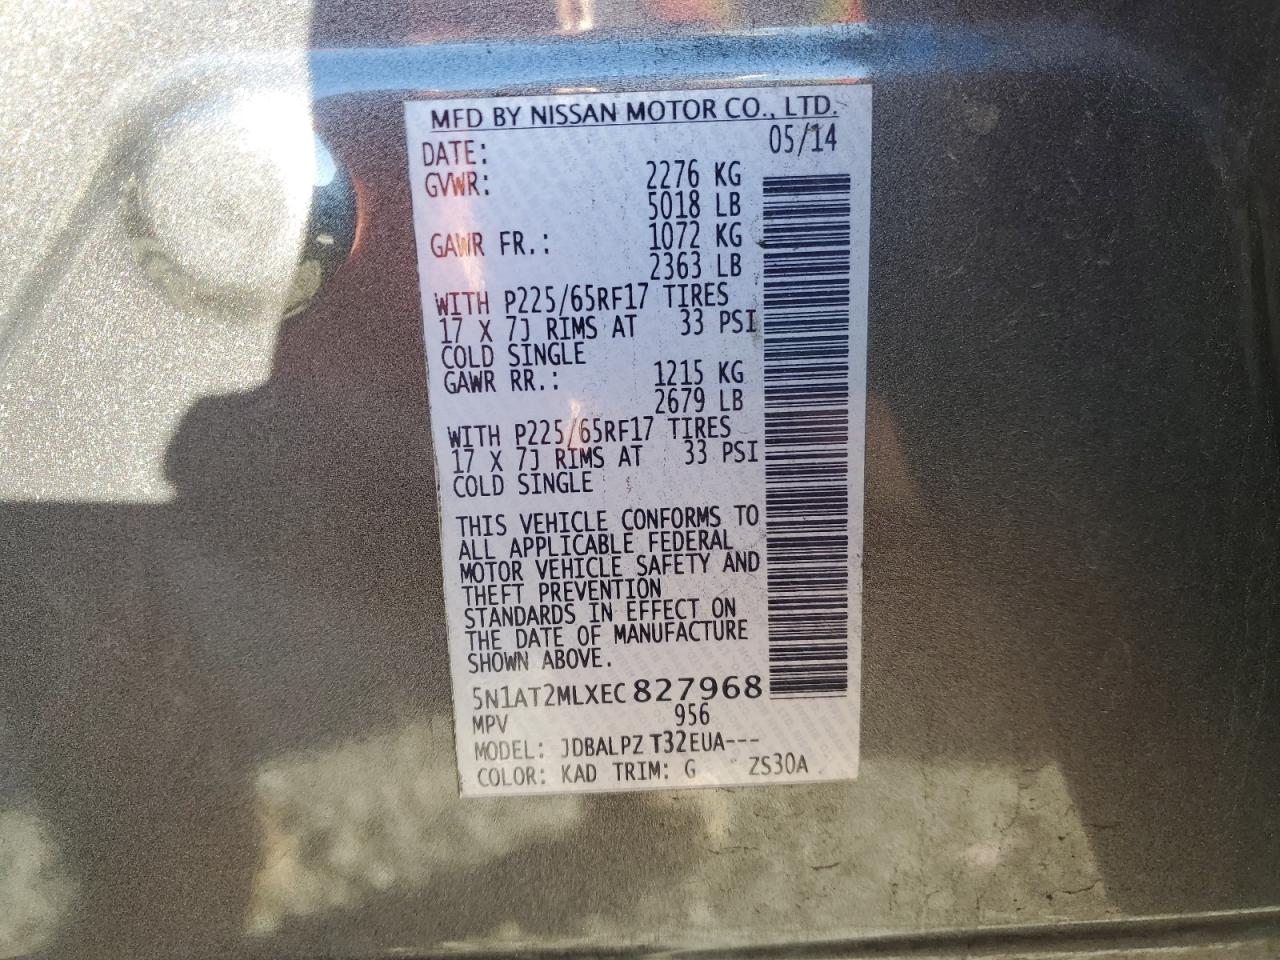 MFD BY NISSAN MOTOR CO., LTD.
DATE: 05/14
GVWR: 2276 KG
5018 LB
GAWR FR.: 1072 KG
2363 LB
WITH P225/65RF17 TIRES
17 X 7J RIMS AT 33 PSI
COLD SINGLE
GAWR RR.: 1215 KG
2679 LB
WITH P225/65RF17 TIRES
17 X 7J RIMS AT 33 PSI
COLD SINGLE
THIS VEHICLE CONFORMS TO
ALL APPLICABLE FEDERAL
MOTOR VEHICLE SAFETY AND
THEFT PREVENTION
STANDARDS IN EFFECT ON
THE DATE OF MANUFACTURE
SHOWN ABOVE.
5N1AT2MLXEC827968
MPV 956
MODEL: JDBALPZ T32EUA---
COLOR: KAD TRIM: G ZS30A